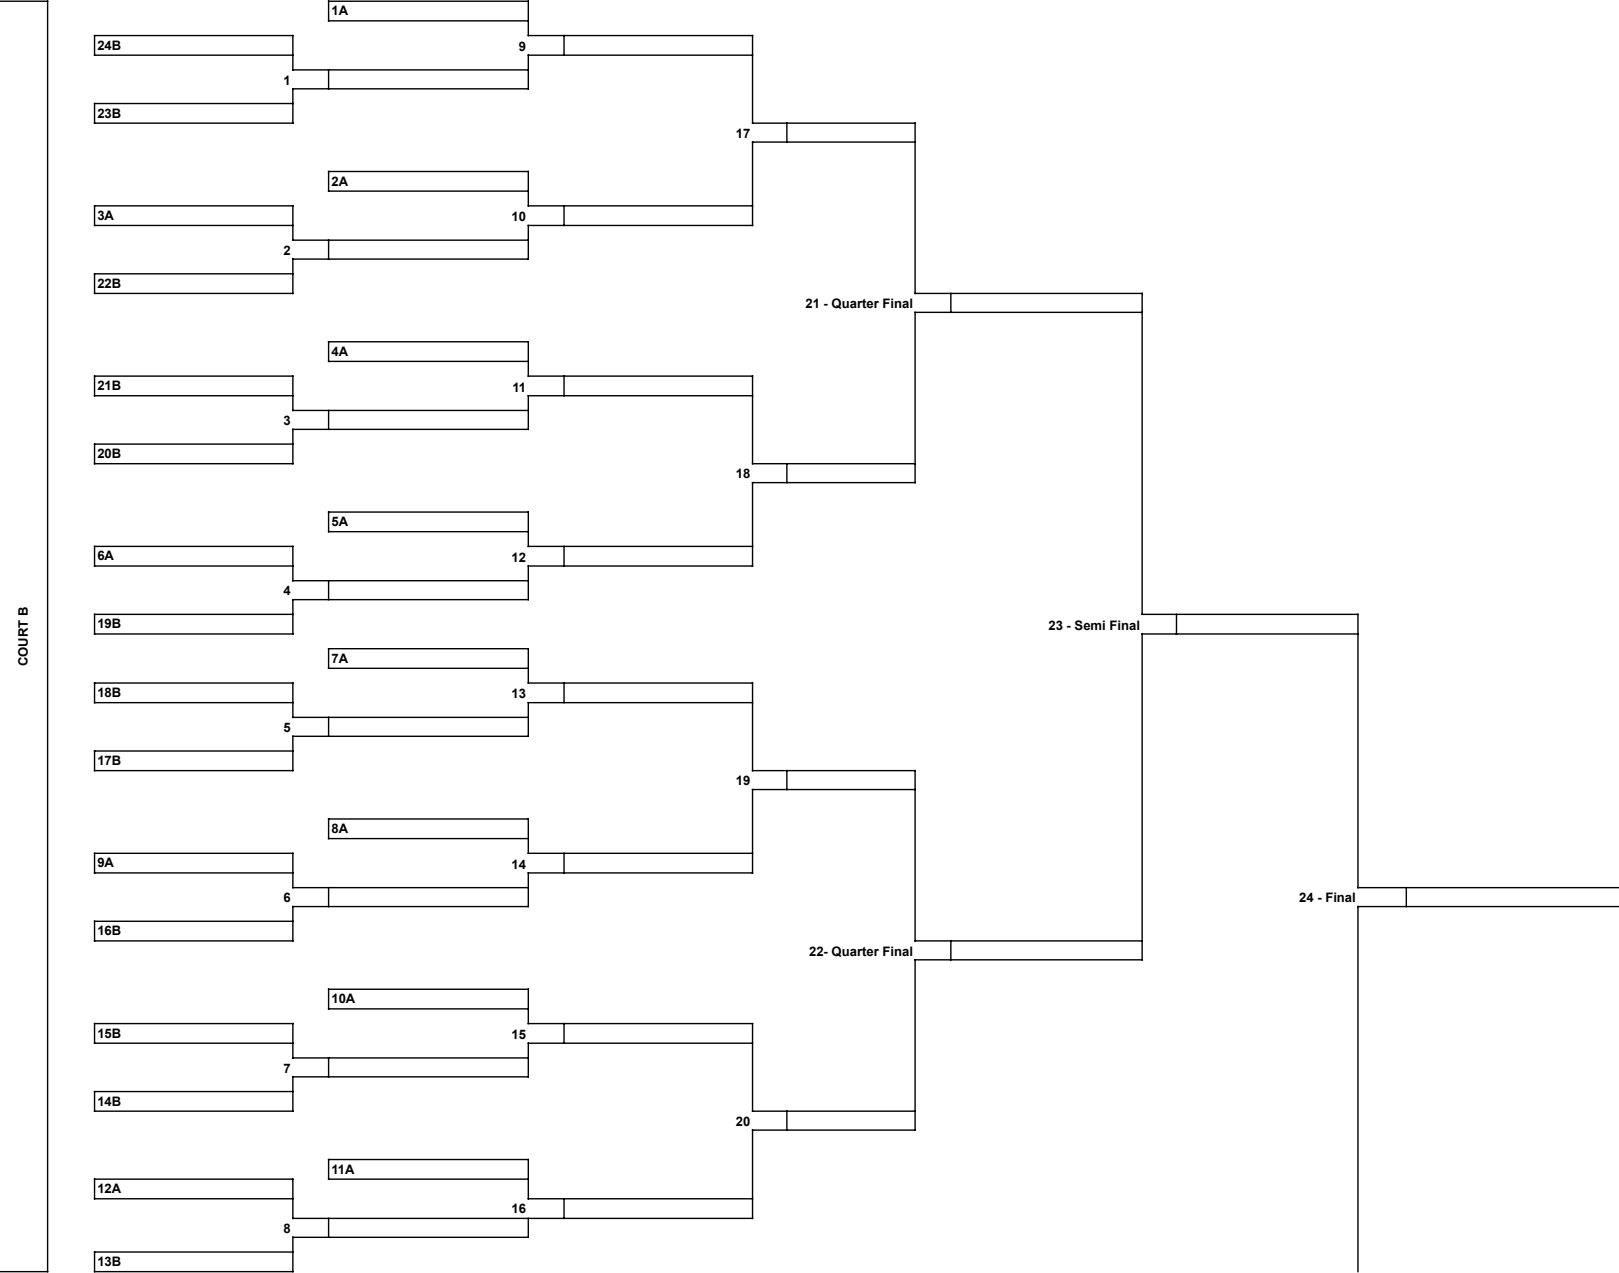 COURT B
1A
24B
9
1
23B
17
2A
3A
10
2
22B
21 - Quarter Final
4A
21B
11
3
20B
18
5A
6A
12
4
19B
23 - Semi Final
7A
18B
13
5
17B
19
8A
9A
14
6
16B
24 - Final
22- Quarter Final
10A
15B
15
7
14B
20
11A
12A
16
8
13B